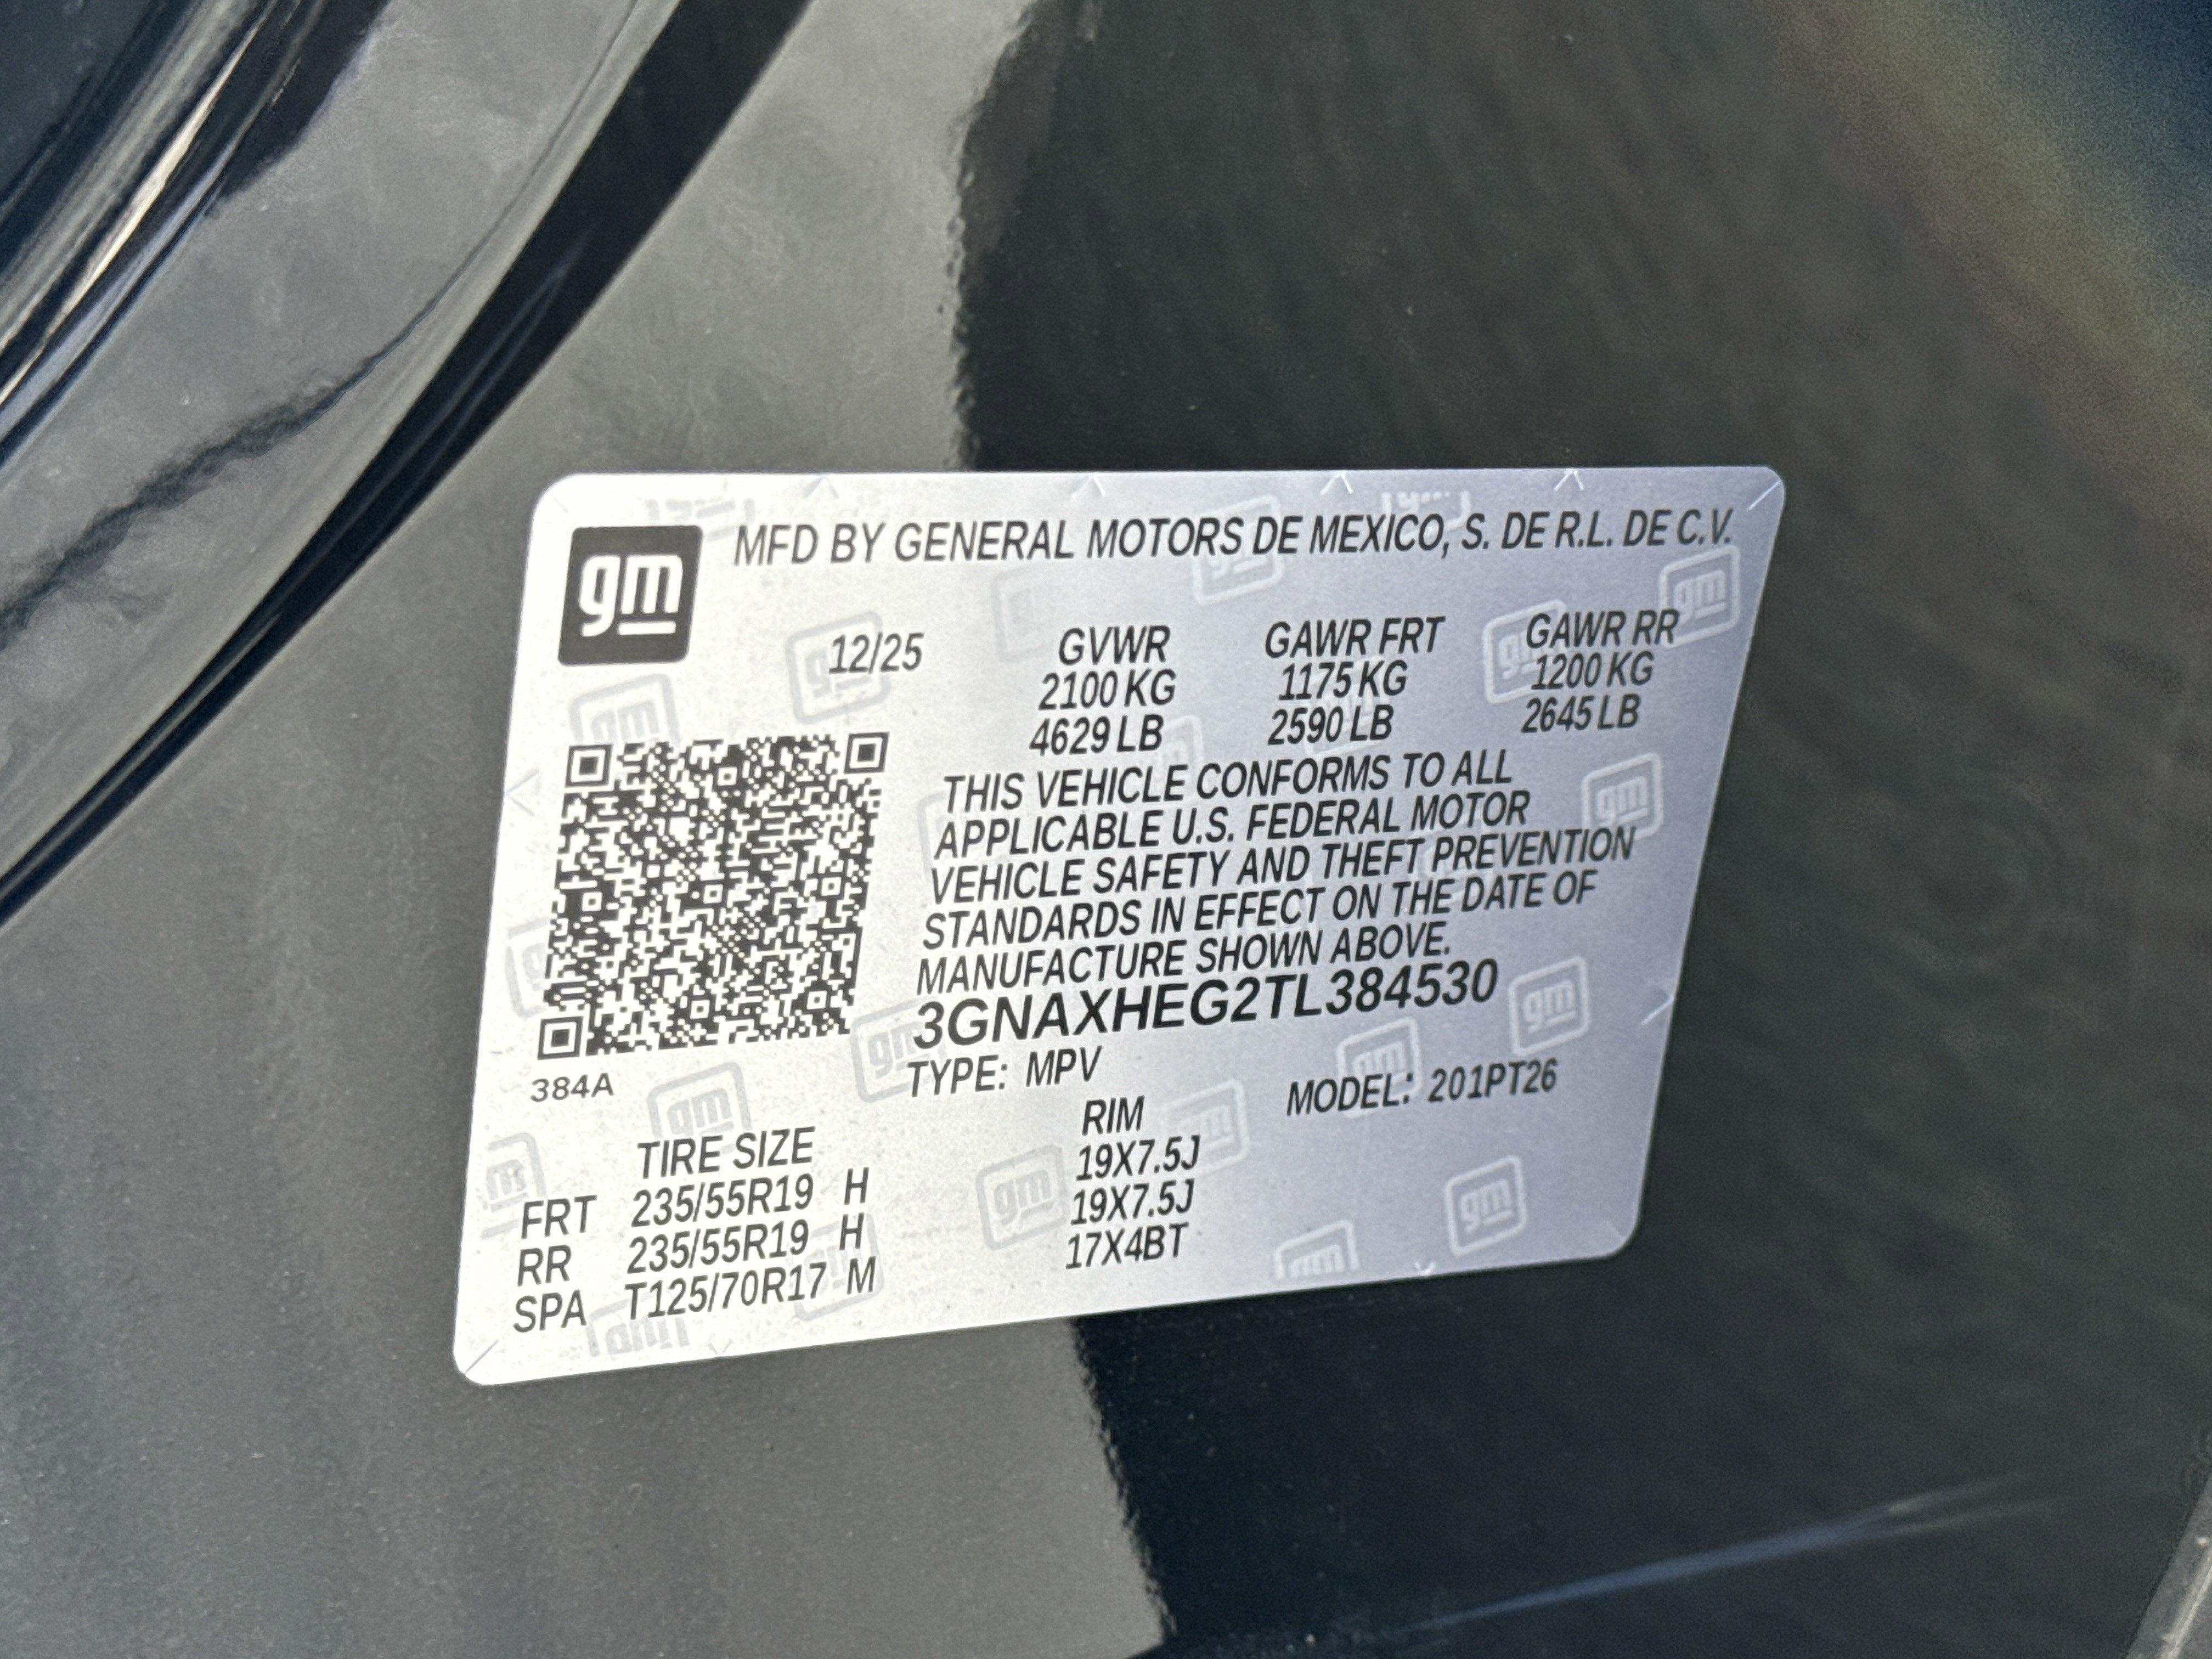 gm
MFD BY GENERAL MOTORS DE MEXICO, S. DE R.L. DE C.V.
12/25 GVWR GAWR FRT GAWR RR
2100 KG 1175 KG 1200 KG
4629 LB 2590 LB 2645 LB
THIS VEHICLE CONFORMS TO ALL
APPLICABLE U.S. FEDERAL MOTOR
VEHICLE SAFETY AND THEFT PREVENTION
STANDARDS IN EFFECT ON THE DATE OF
MANUFACTURE SHOWN ABOVE.
3GNAXHEG2TL384530
TYPE: MPV MODEL: 201PT26
384A
TIRE SIZE RIM
FRT 235/55R19 H 19X7.5J
RR 235/55R19 H 19X7.5J
SPA T125/70R17 M 17X4BT